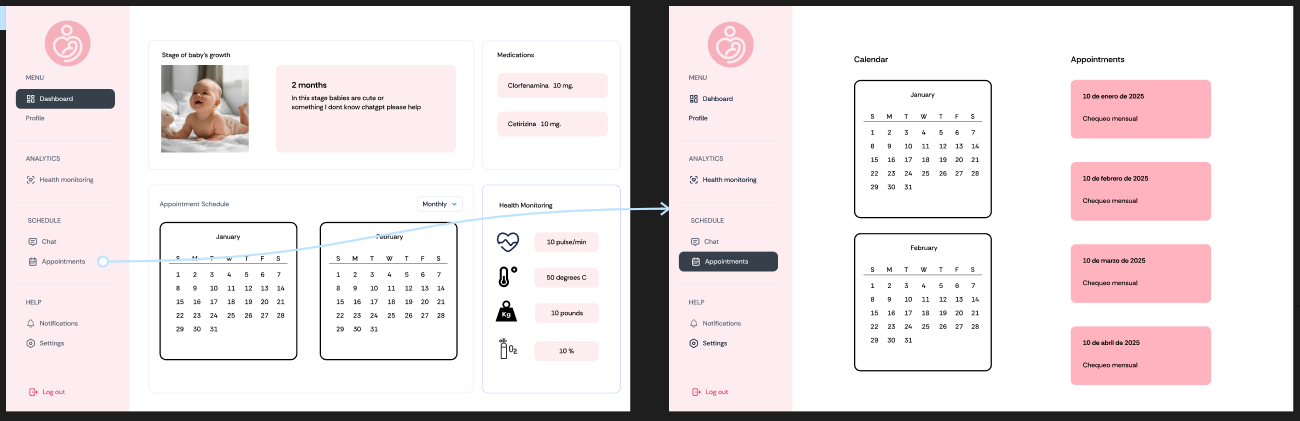 MENU
Dashboard
Profile
ANALYTICS
Health monitoring
SCHEDULE
Chat
Appointments
HELP
Notifications
Settings
Log out
Stage of baby's growth
2 months
In this stage babies are cute or
something I dont know chatgpt please help
Medications
Clorfenamina 10 mg.
Cetirizina 10 mg.
Appointment Schedule
Monthly
January
S M T W T F S
1 2 3 4 5 6 7
8 9 10 11 12 13 14
15 16 17 18 19 20 21
22 23 24 25 26 27 28
29 30 31
February
S M T W T F S
1 2 3 4 5 6 7
8 9 10 11 12 13 14
15 16 17 18 19 20 21
22 23 24 25 26 27 28
29 30 31
Health Monitoring
10 pulse/min
50 degrees C
Kg
10 pounds
O2
10 %
MENU
Dashboard
Profile
ANALYTICS
Health monitoring
SCHEDULE
Chat
Appointments
HELP
Notifications
Settings
Log out
Calendar
January
S M T W T F S
1 2 3 4 5 6 7
8 9 10 11 12 13 14
15 16 17 18 19 20 21
22 23 24 25 26 27 28
29 30 31
February
S M T W T F S
1 2 3 4 5 6 7
8 9 10 11 12 13 14
15 16 17 18 19 20 21
22 23 24 25 26 27 28
29 30 31
Appointments
10 de enero de 2025
Chequeo mensual
10 de febrero de 2025
Chequeo mensual
10 de marzo de 2025
Chequeo mensual
10 de abril de 2025
Chequeo mensual